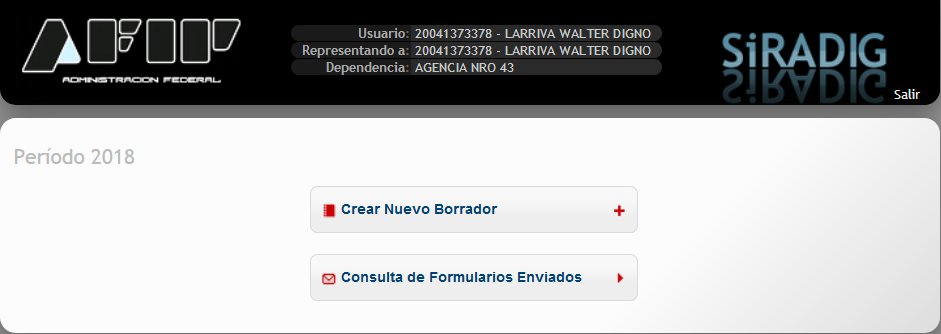 AFIP
ADMINISTRACION FEDERAL
Usuario: 20041373378 - LARRIVA WALTER DIGNO
Representando a: 20041373378 - LARRIVA WALTER DIGNO
Dependencia: AGENCIA NRO 43
SiRADIG
Salir
Período 2018
Crear Nuevo Borrador
Consulta de Formularios Enviados